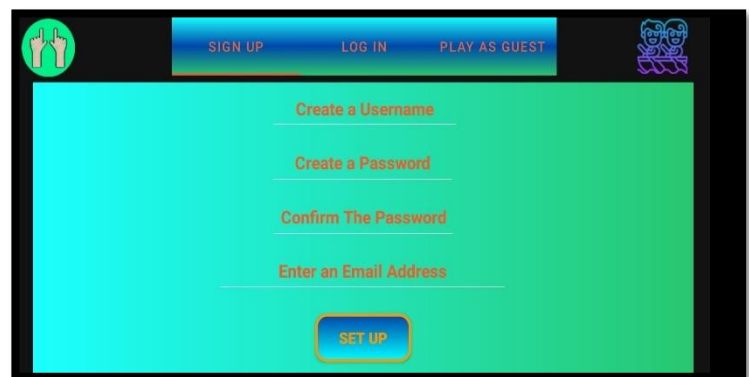 SIGN UP LOG IN PLAY AS GUEST
Create a Username
Create a Password
Confirm The Password
Enter an Email Address
SET UP